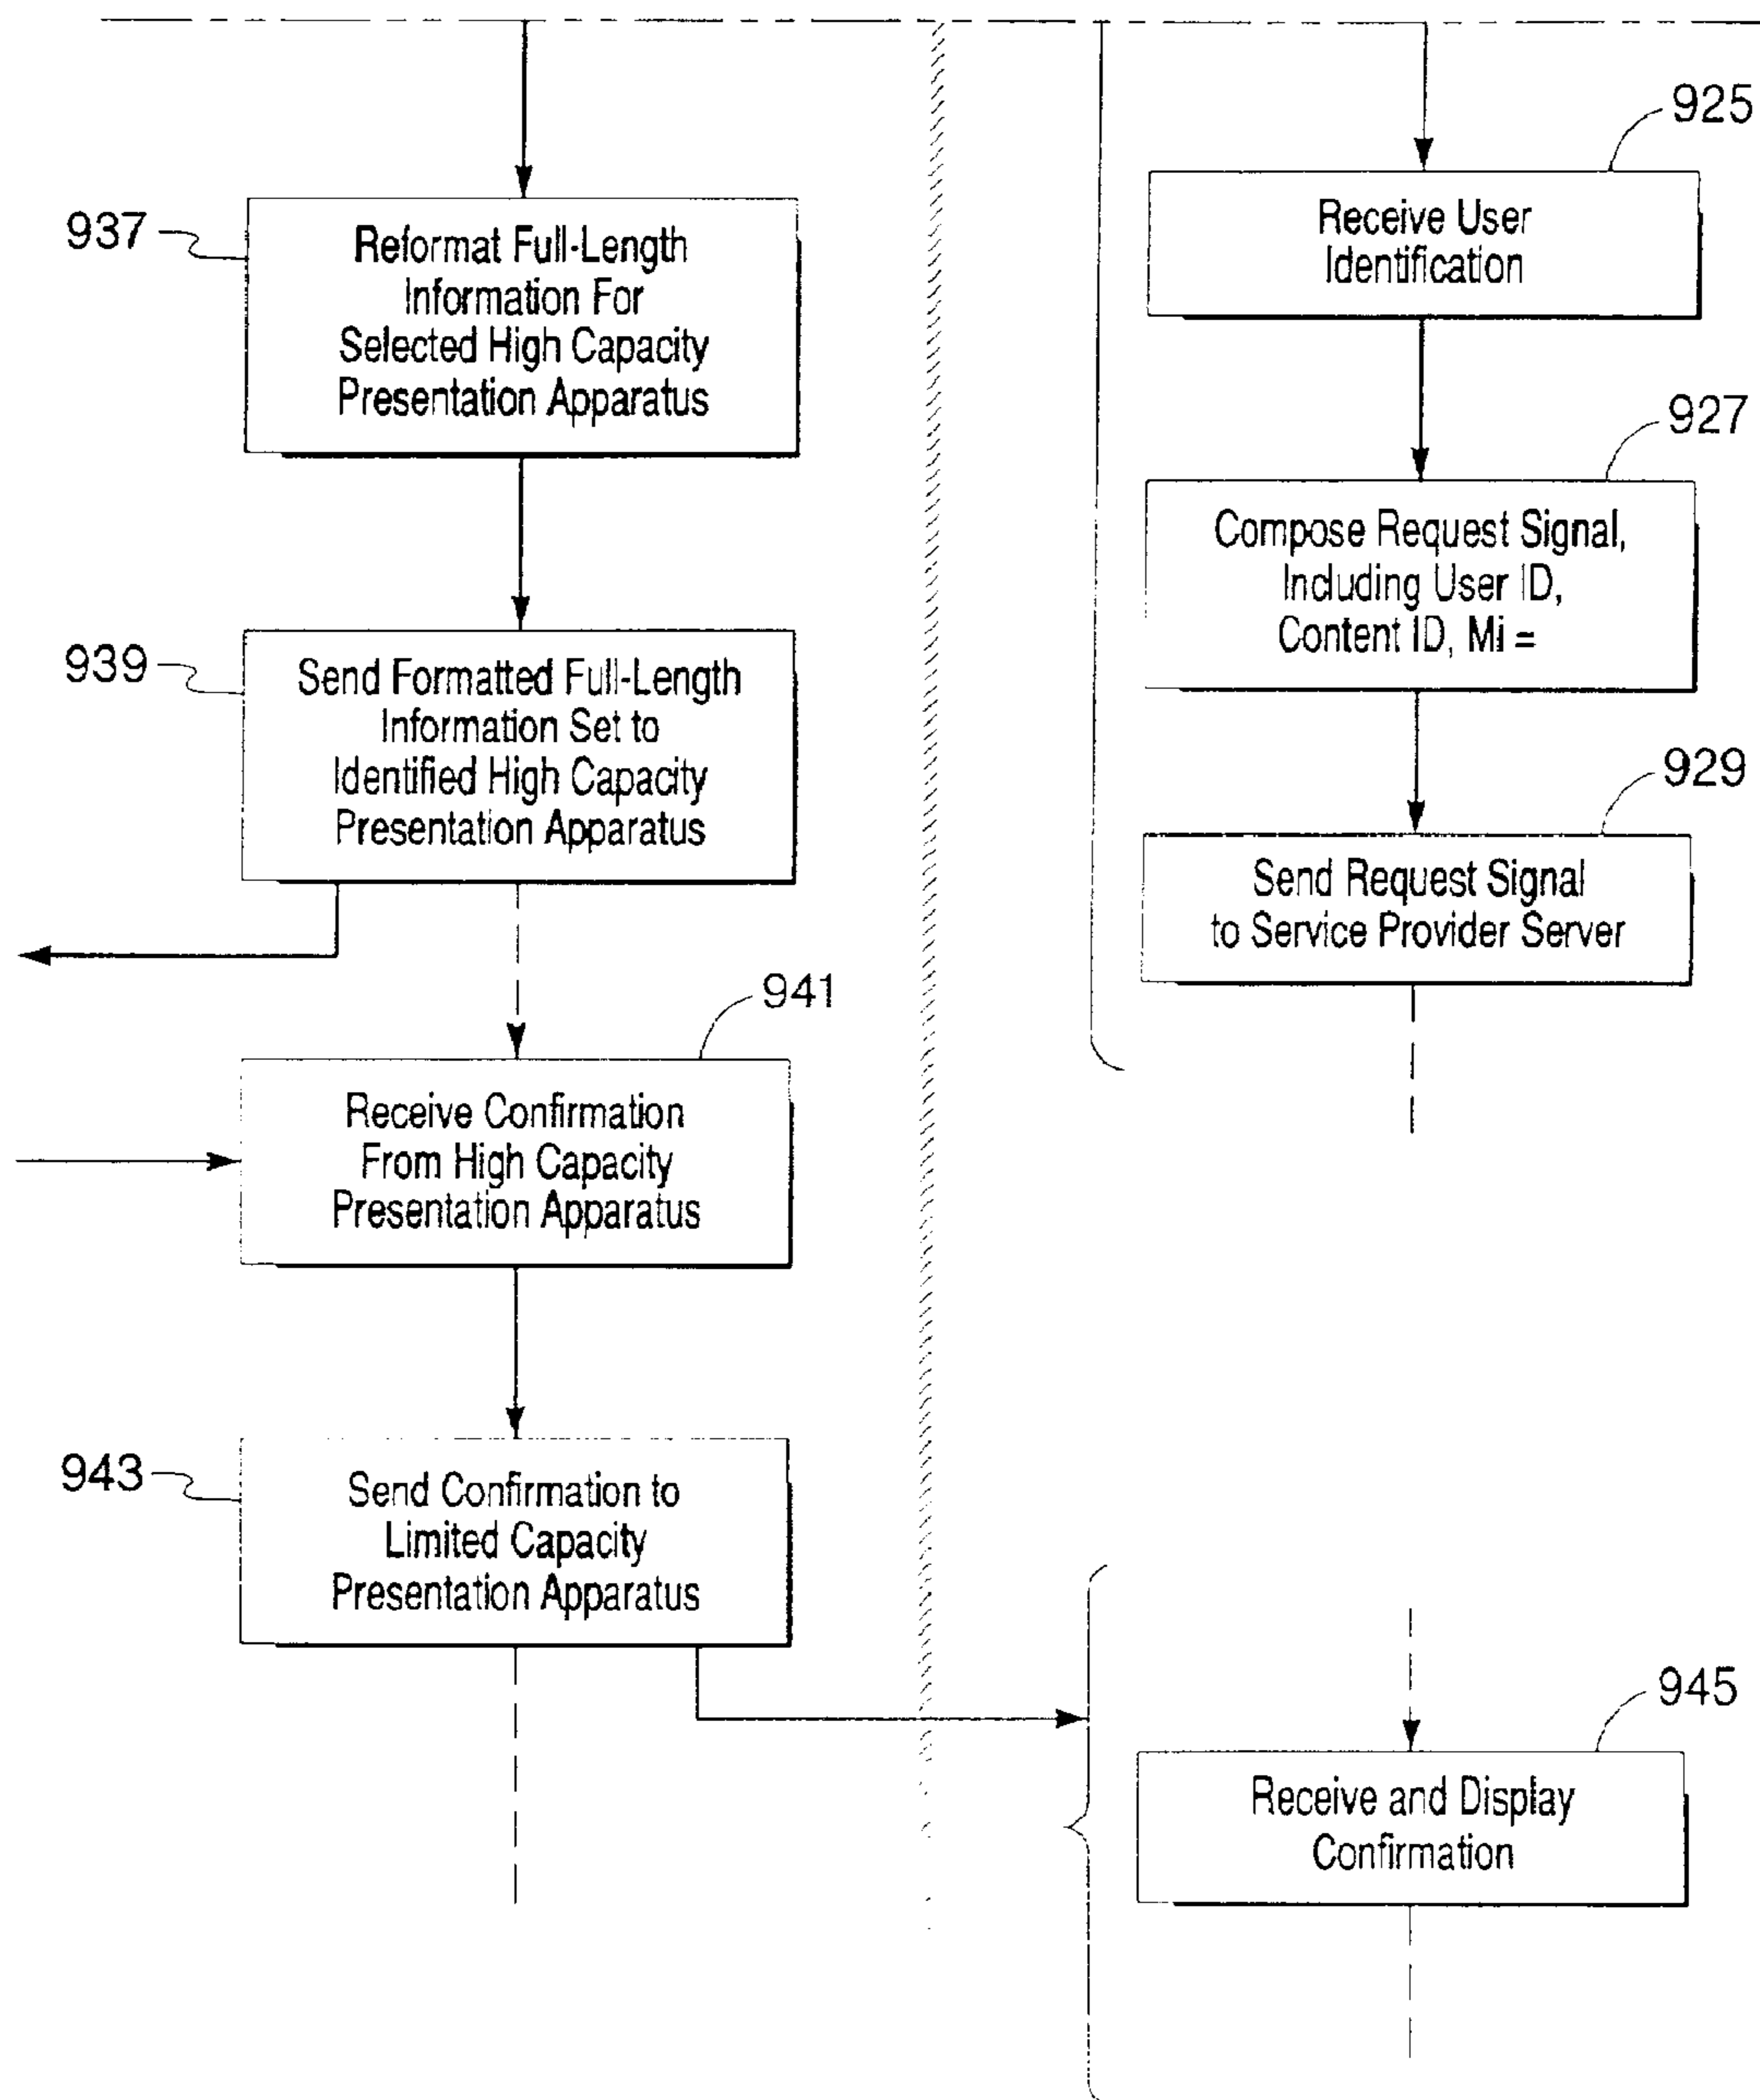 937
Reformat Full-Length
Information For
Selected High Capacity
Presentation Apparatus
939
Send Formatted Full-Length
Information Set to
Identified High Capacity
Presentation Apparatus
941
Receive Confirmation
From High Capacity
Presentation Apparatus
943
Send Confirmation to
Limited Capacity
Presentation Apparatus
925
Receive User
Identification
927
Compose Request Signal,
Including User ID,
Content ID, Mi =
929
Send Request Signal
to Service Provider Server
945
Receive and Display
Confirmation